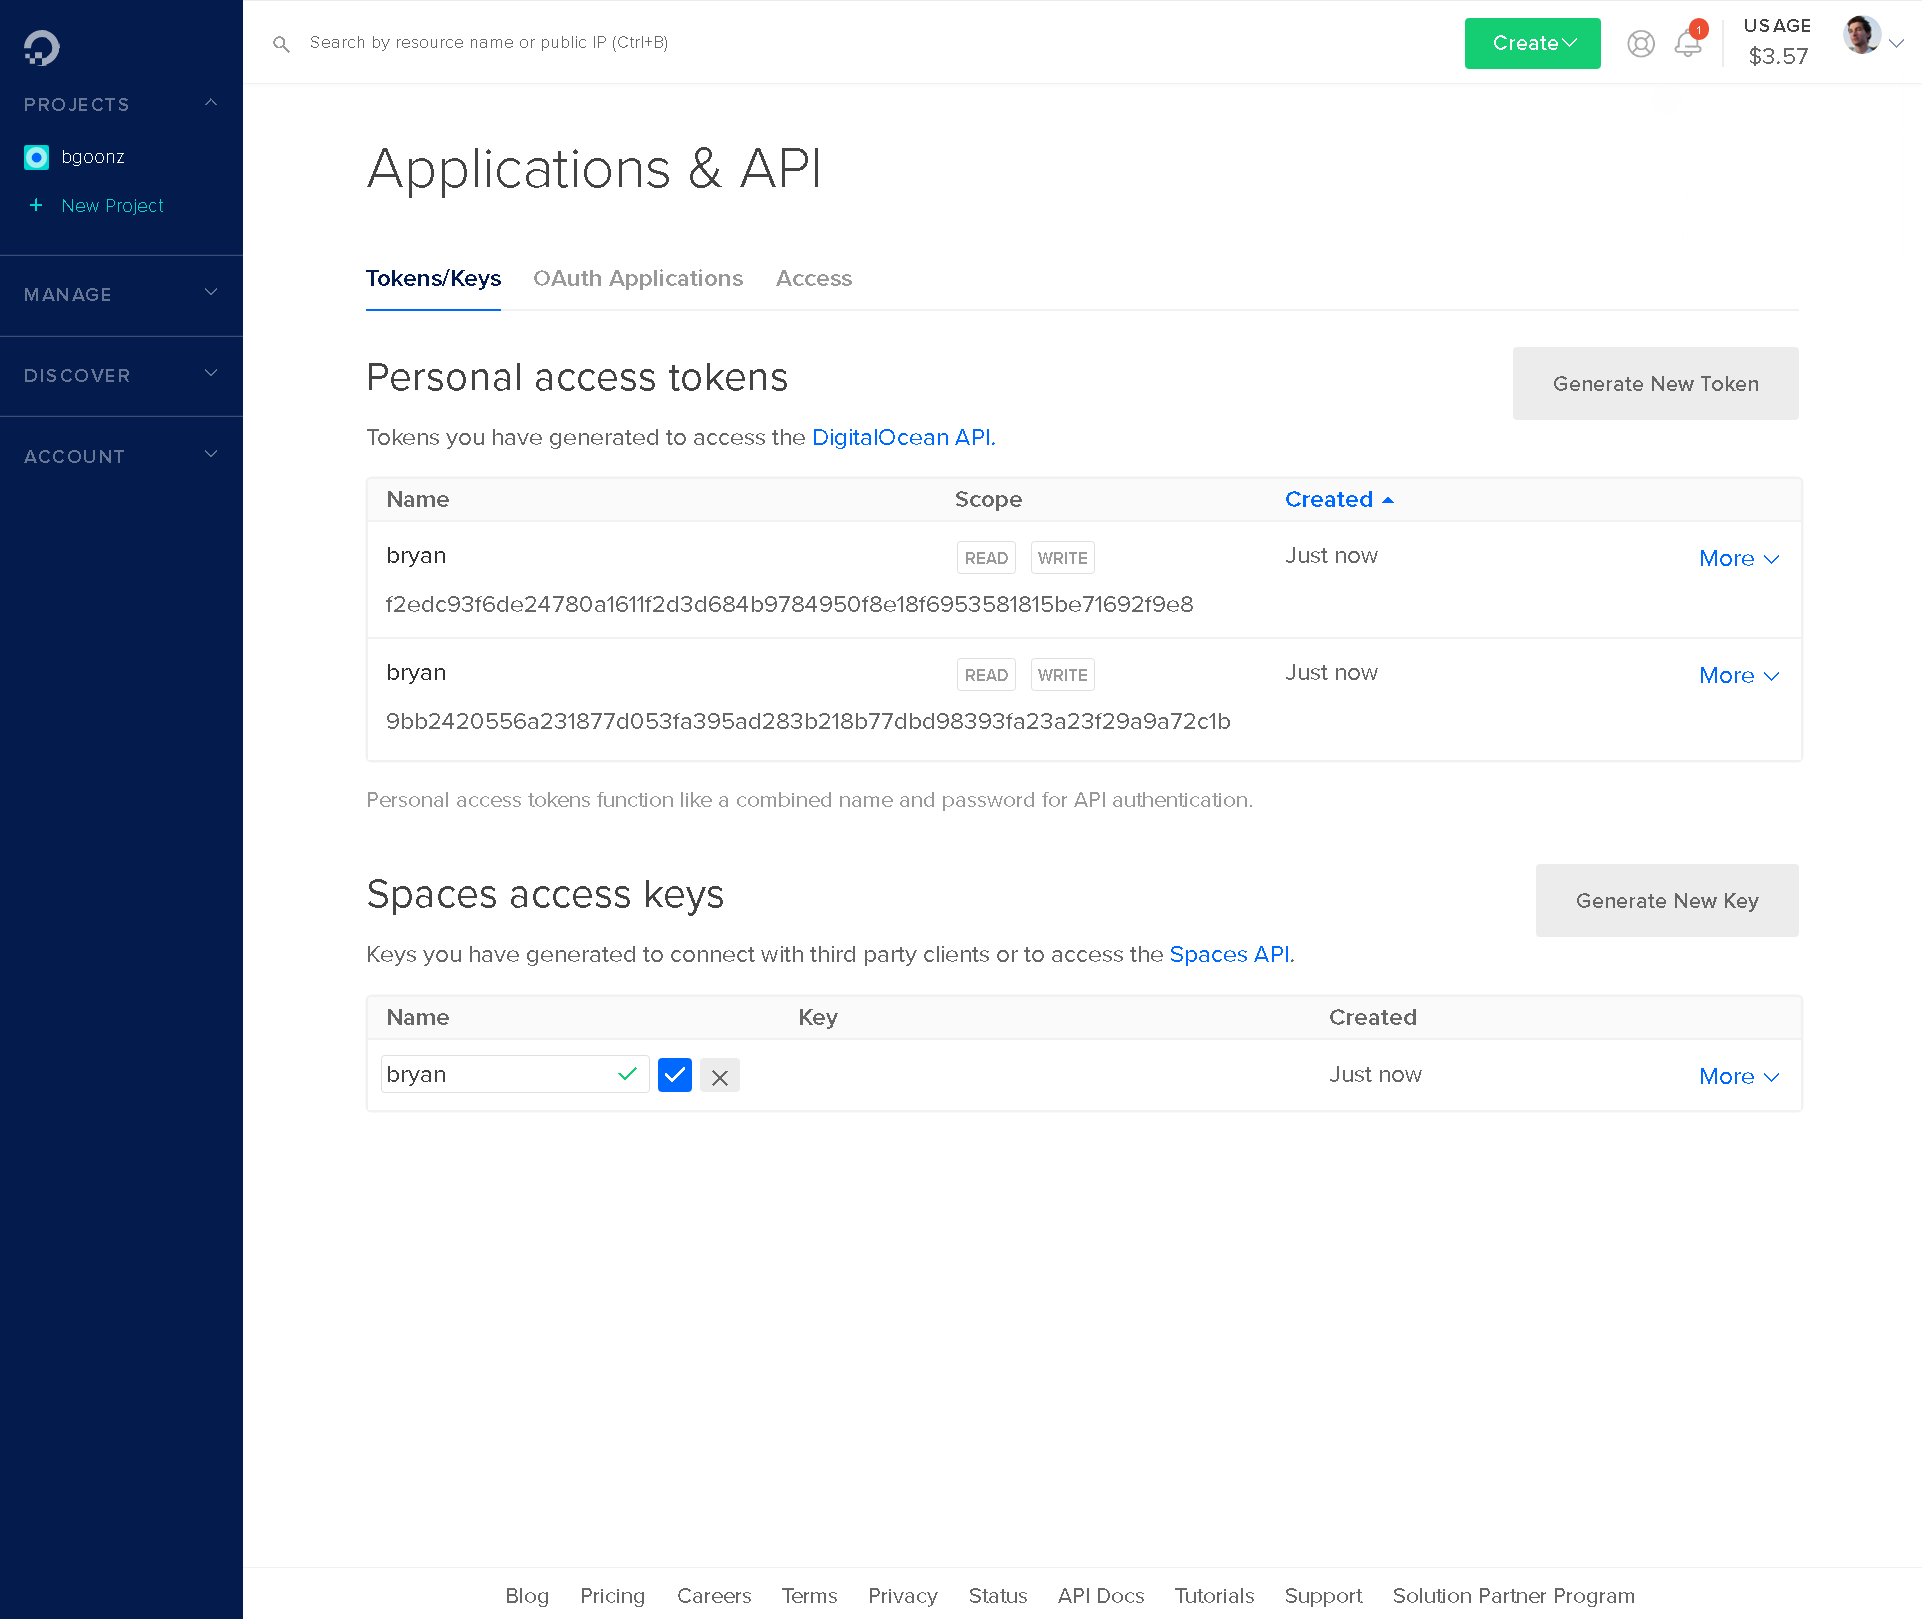 PROJECTS
bgoonz
+ New Project
MANAGE
DISCOVER
ACCOUNT
Search by resource name or public IP (Ctrl+B)
Create
1
USAGE
$3.57
Applications & API
Tokens/Keys OAuth Applications Access
Personal access tokens
Generate New Token
Tokens you have generated to access the DigitalOcean API.
Name Scope Created
bryan READ WRITE Just now More
f2edc93f6de24780a1611f2d3d684b9784950f8e18f6953581815be71692f9e8
bryan READ WRITE Just now More
9bb2420556a231877d053fa395ad283b218b77dbd98393fa23a23f29a9a72c1b
Personal access tokens function like a combined name and password for API authentication.
Spaces access keys
Generate New Key
Keys you have generated to connect with third party clients or to access the Spaces API.
Name Key Created
bryan Just now More
Blog Pricing Careers Terms Privacy Status API Docs Tutorials Support Solution Partner Program